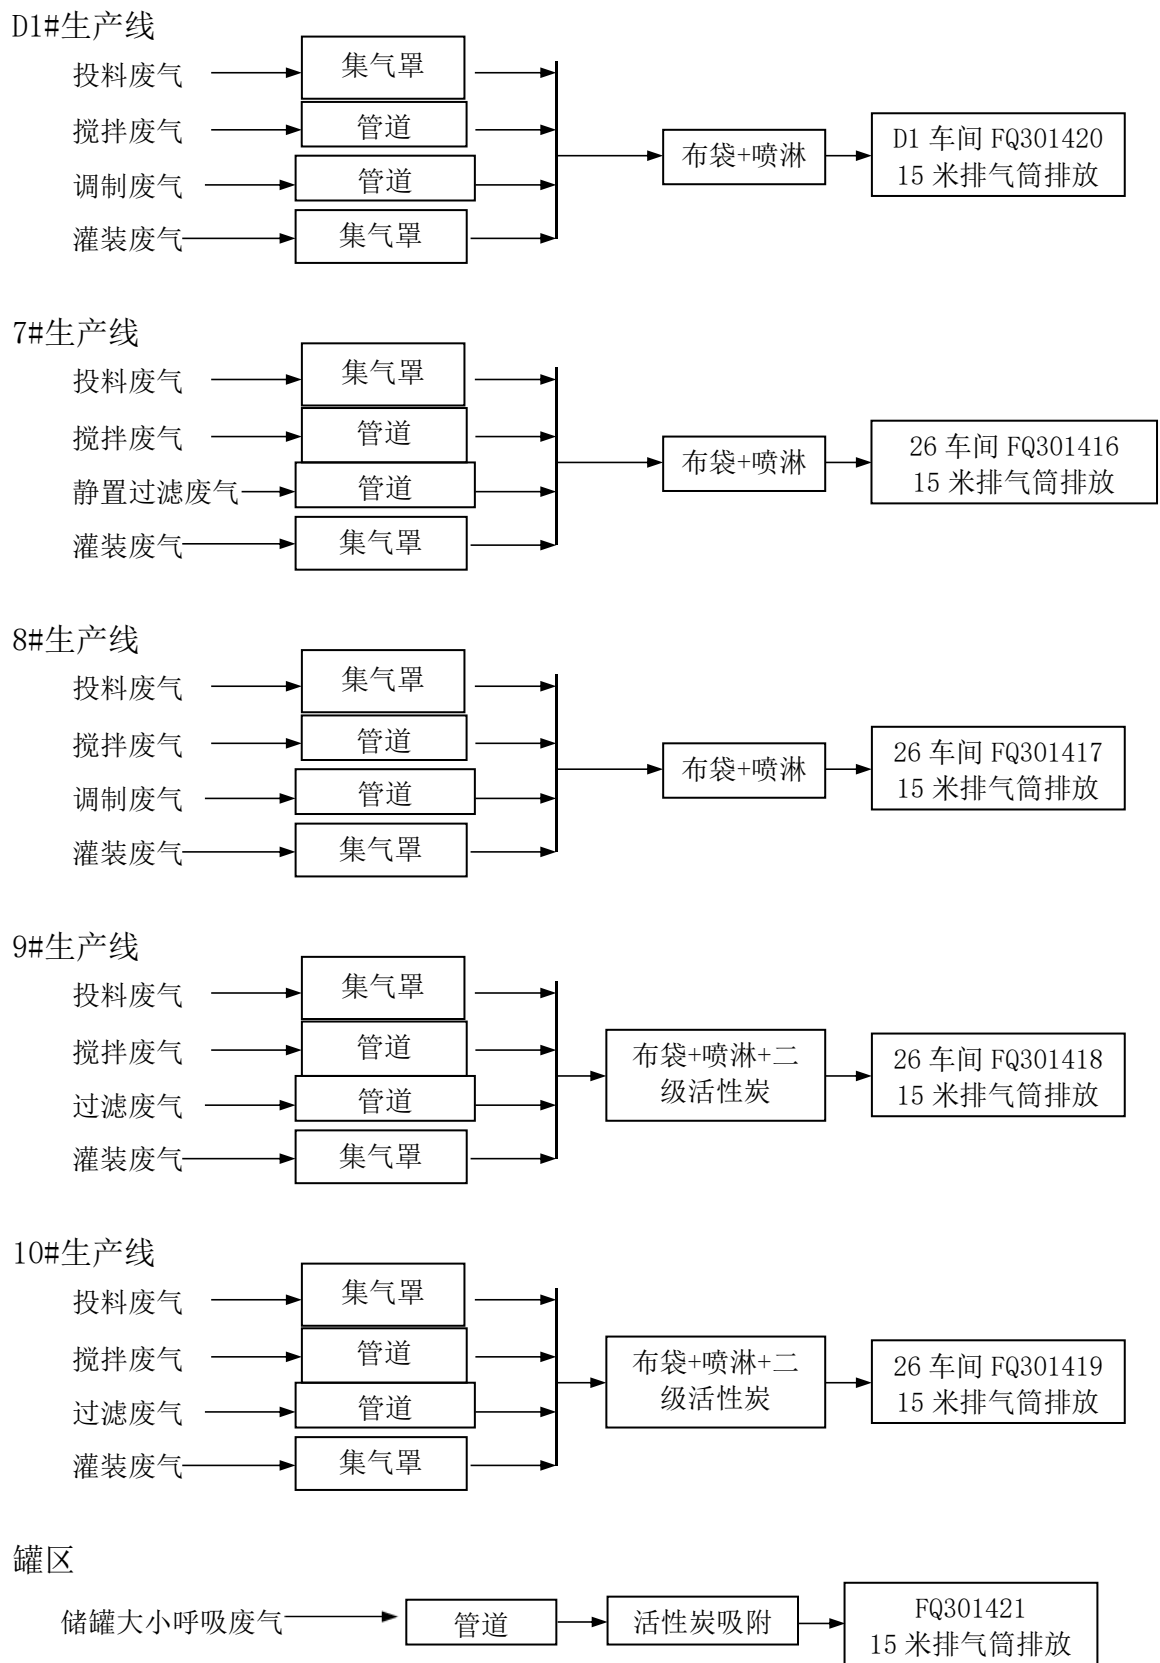 D1#生产线
投料废气
集气罩
搅拌废气
管道
调制废气
管道
灌装废气
集气罩
布袋+喷淋
D1 车间 FQ301420
15 米排气筒排放
7#生产线
投料废气
集气罩
搅拌废气
管道
静置过滤废气
管道
灌装废气
集气罩
布袋+喷淋
26 车间 FQ301416
15 米排气筒排放
8#生产线
投料废气
集气罩
搅拌废气
管道
调制废气
管道
灌装废气
集气罩
布袋+喷淋
26 车间 FQ301417
15 米排气筒排放
9#生产线
投料废气
集气罩
搅拌废气
管道
过滤废气
管道
灌装废气
集气罩
布袋+喷淋+二
级活性炭
26 车间 FQ301418
15 米排气筒排放
10#生产线
投料废气
集气罩
搅拌废气
管道
过滤废气
管道
灌装废气
集气罩
布袋+喷淋+二
级活性炭
26 车间 FQ301419
15 米排气筒排放
罐区
储罐大小呼吸废气
管道
活性炭吸附
FQ301421
15 米排气筒排放